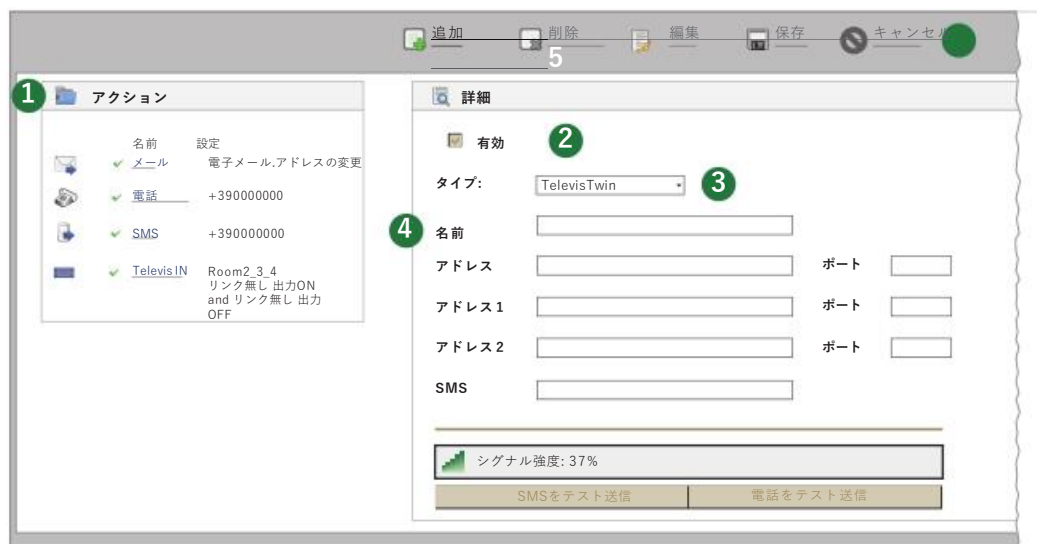 追加 削除 編集 保存 キャンセル
5
1 アクション
名前 設定
メール 電子メール.アドレスの変更
電話 +390000000
SMS +390000000
TelevisIN Room2_3_4
リンク無し 出力ON
and リンク無し 出力
OFF
詳細
有効 2
タイプ: TelevisTwin 3
4 名前
アドレス ポート
アドレス1 ポート
アドレス2 ポート
SMS
シグナル強度: 37%
SMSをテスト送信 電話をテスト送信